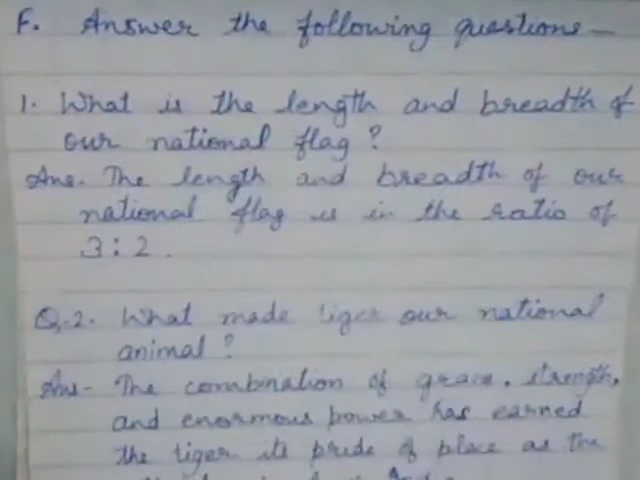 F. Answer the following questions—
1. What is the length and breadth of
our national flag?
Ans. The length and breadth of our
national flag is in the ratio of
3:2.
Q.2. What made tiger our national
animal?
Ans- The combination of grace, strength,
and enormous power has earned
the tiger its pride of place as the